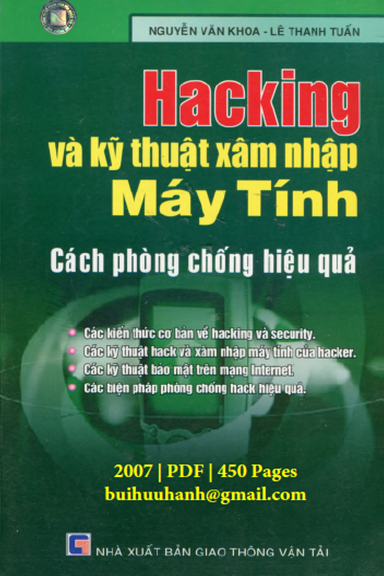 NGUYỄN VĂN KHOA - LÊ THANH TUẤN
Hacking
và kỹ thuật xâm nhập
Máy Tính
Cách phòng chống hiệu quả
Các kiến thức cơ bản về hacking và security.
Các kỹ thuật hack và xâm nhập máy tính của hacker.
Các kỹ thuật bảo mật trên mạng Internet.
Các biện pháp phòng chống hack hiệu quả.
2007 | PDF | 450 Pages
buihuuhanh@gmail.com
NHÀ XUẤT BẢN GIAO THÔNG VẬN TẢI